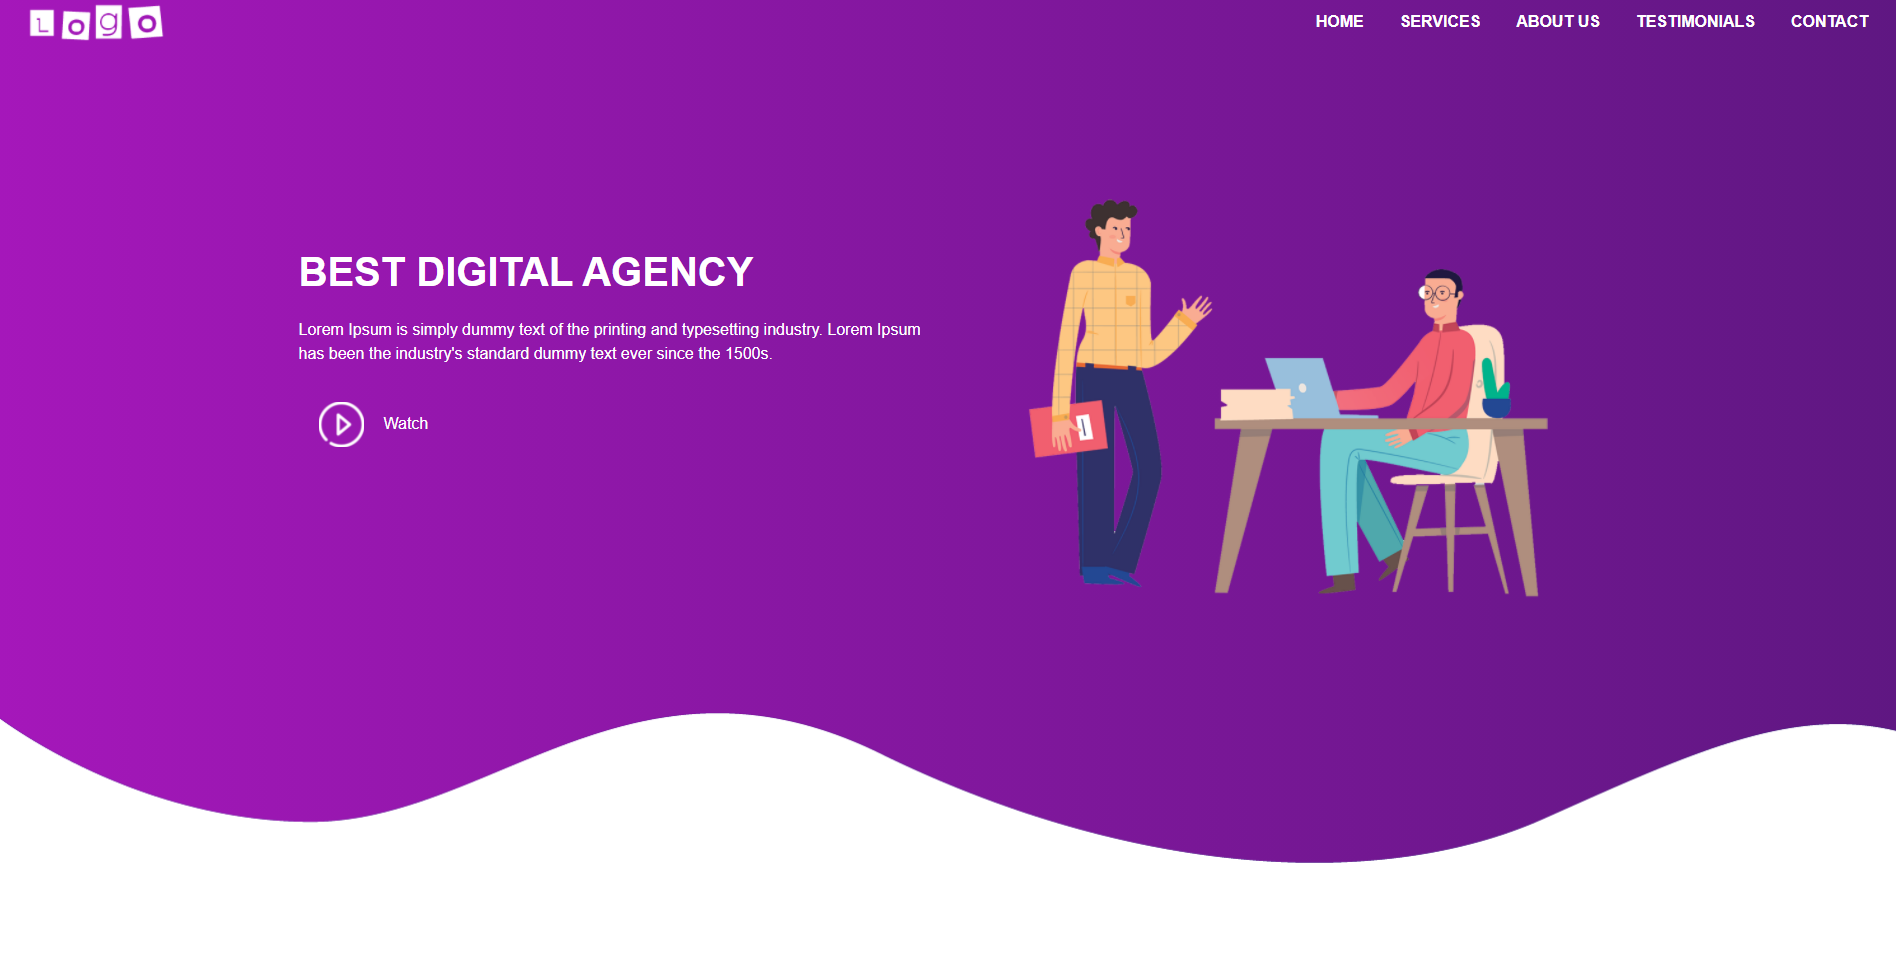 Logo
HOME SERVICES ABOUT US TESTIMONIALS CONTACT
BEST DIGITAL AGENCY
Lorem Ipsum is simply dummy text of the printing and typesetting industry. Lorem Ipsum
has been the industry's standard dummy text ever since the 1500s.
Watch